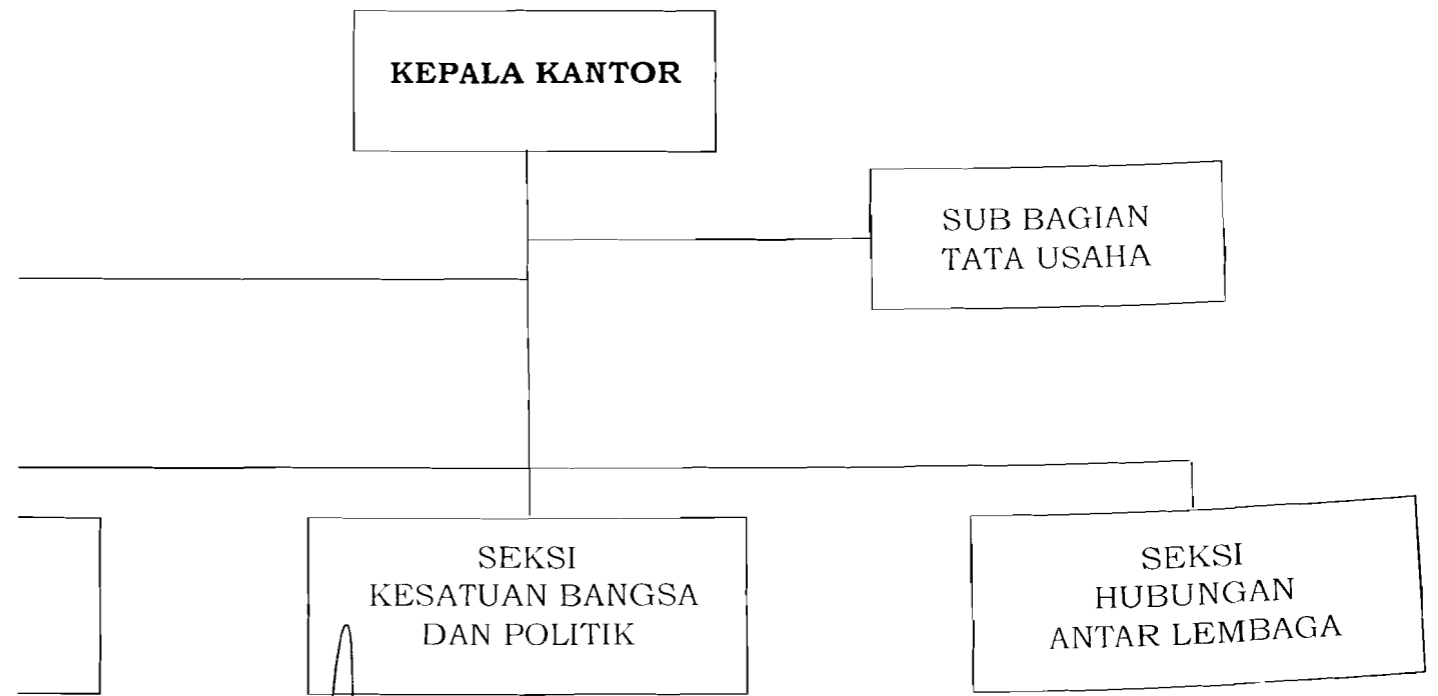 KEPALA KANTOR
SUB BAGIAN
TATA USAHA
SEKSI
KESATUAN BANGSA
DAN POLITIK
SEKSI
HUBUNGAN
ANTAR LEMBAGA